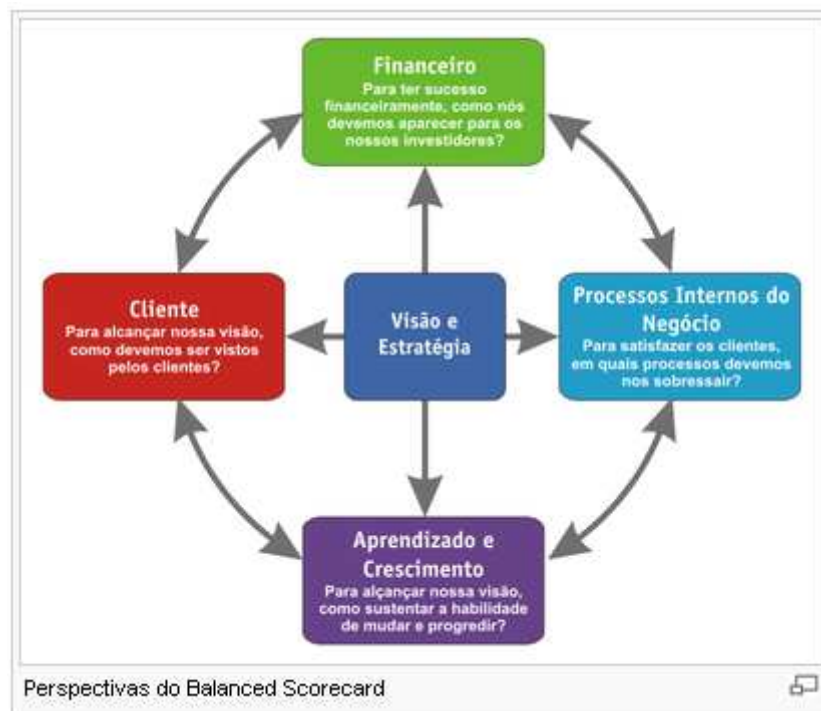 Financeiro
Para ter sucesso
financeiramente, como nós
devemos aparecer para os
nossos investidores?
Cliente
Para alcançar nossa visão,
como devemos ser vistos
pelos clientes?
Visão e
Estratégia
Processos Internos do
Negócio
Para satisfazer os clientes,
em quais processos devemos
nos sobressair?
Aprendizado e
Crescimento
Para alçançar nossa visão,
como sustentar a habilidade
de mudar e progredir?
Perspectivas do Balanced Scorecard